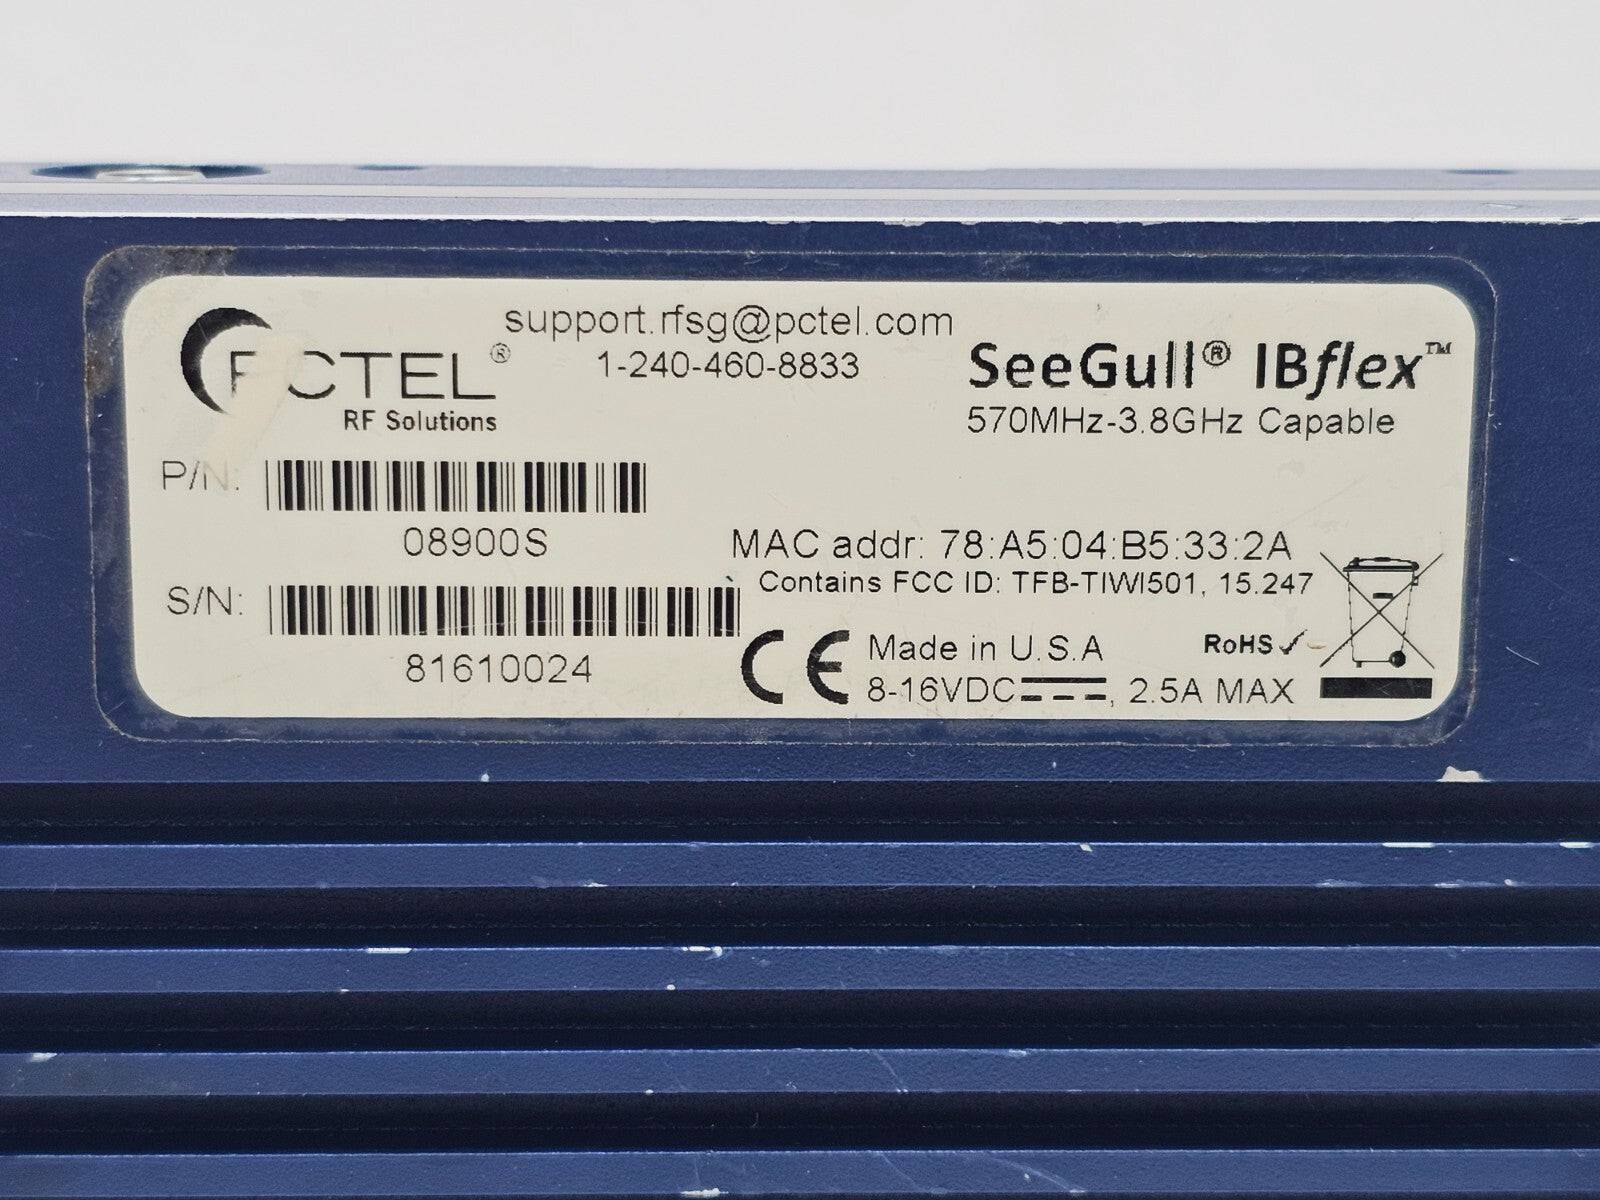 PCTEL®
RF Solutions
support.rfsg@pctel.com
1-240-460-8833
SeeGull® IBflex™
570MHz-3.8GHz Capable
P/N:
08900S
S/N:
81610024
MAC addr: 78:A5:04:B5:33:2A
Contains FCC ID: TFB-TIWI501, 15.247
CE
Made in U.S.A
8-16VDC⎓, 2.5A MAX
RoHS✓